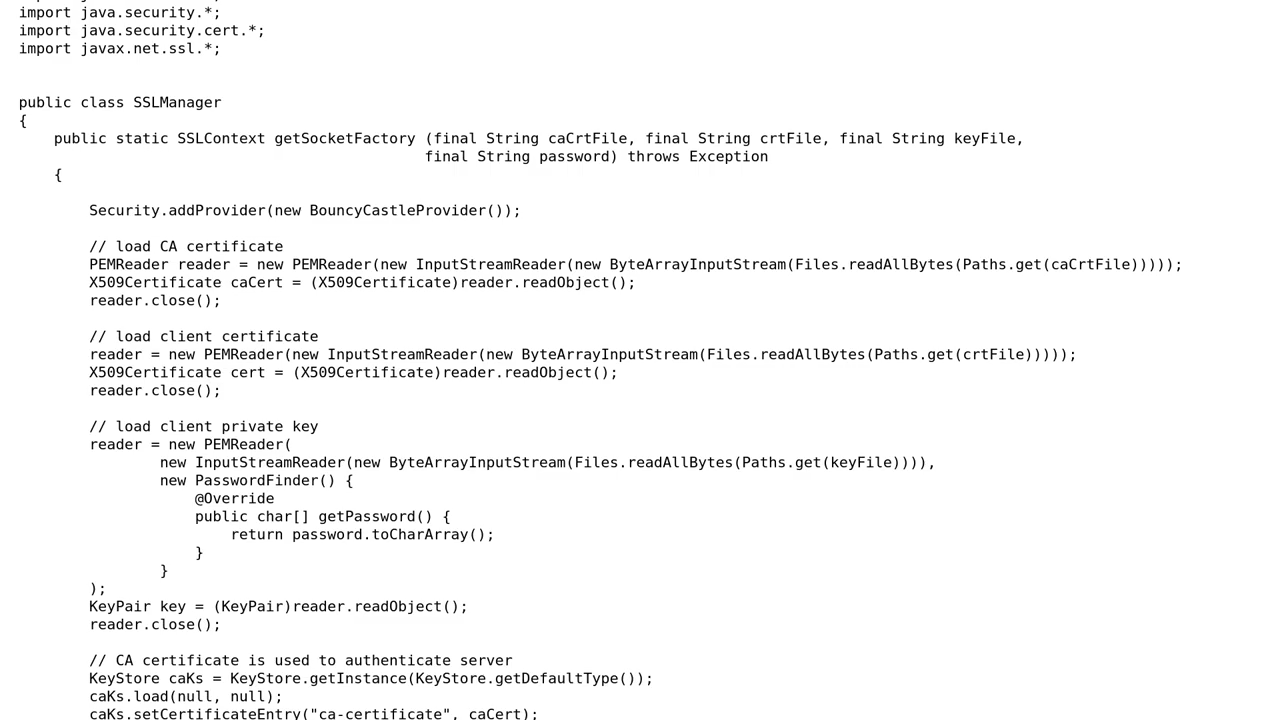 import java.security.*;
import java.security.cert.*;
import javax.net.ssl.*;
public class SSLManager
{
    public static SSLContext getSocketFactory (final String caCrtFile, final String crtFile, final String keyFile,
                                              final String password) throws Exception
    {
        Security.addProvider(new BouncyCastleProvider());
        // load CA certificate
        PEMReader reader = new PEMReader(new InputStreamReader(new ByteArrayInputStream(Files.readAllBytes(Paths.get(caCrtFile)))));
        X509Certificate caCert = (X509Certificate)reader.readObject();
        reader.close();
        // load client certificate
        reader = new PEMReader(new InputStreamReader(new ByteArrayInputStream(Files.readAllBytes(Paths.get(crtFile)))));
        X509Certificate cert = (X509Certificate)reader.readObject();
        reader.close();
        // load client private key
        reader = new PEMReader(
                new InputStreamReader(new ByteArrayInputStream(Files.readAllBytes(Paths.get(keyFile)))),
                new PasswordFinder() {
                    @Override
                    public char[] getPassword() {
                        return password.toCharArray();
                    }
                }
        );
        KeyPair key = (KeyPair)reader.readObject();
        reader.close();
        // CA certificate is used to authenticate server
        KeyStore caKs = KeyStore.getInstance(KeyStore.getDefaultType());
        caKs.load(null, null);
        caKs.setCertificateEntry("ca-certificate", caCert);